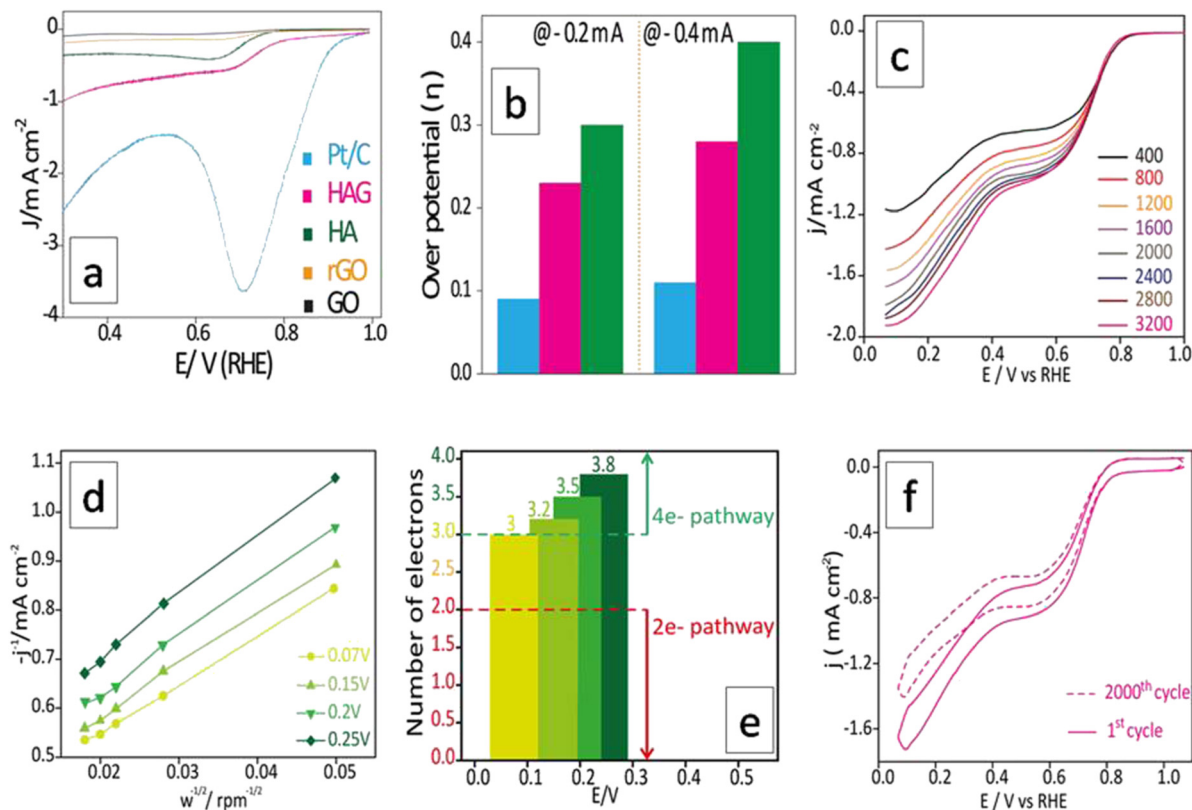 a
0
-1
-2
-3
-4
J/mA cm-2
0.4 0.6 0.8 1.0
E/ V (RHE)
Pt/C
HAG
HA
rGO
GO
b
@ - 0.2 mA @ - 0.4 mA
0.4
0.3
0.2
0.1
0.0
Over potential (η)
c
0.0
-0.4
-0.8
-1.2
-1.6
-2.0
j/mA cm-2
0.0 0.2 0.4 0.6 0.8 1.0
E / V vs RHE
400
800
1200
1600
2000
2400
2800
3200
d
1.1
1.0
0.9
0.8
0.7
0.6
0.5
-j-1/mA cm-2
0.02 0.03 0.04 0.05
w-1/2/ rpm-1/2
0.07V
0.15V
0.2V
0.25V
e
4.0
3.5
3.0
2.5
2.0
1.5
1.0
0.5
0.0
Number of electrons
3 3.2 3.5 3.8
4e- pathway
2e- pathway
0.0 0.1 0.2 0.3 0.4 0.5
E/V
f
0.0
-0.4
-0.8
-1.2
-1.6
j ( mA cm2)
0.0 0.2 0.4 0.6 0.8 1.0
E / V vs RHE
2000th cycle
1st cycle